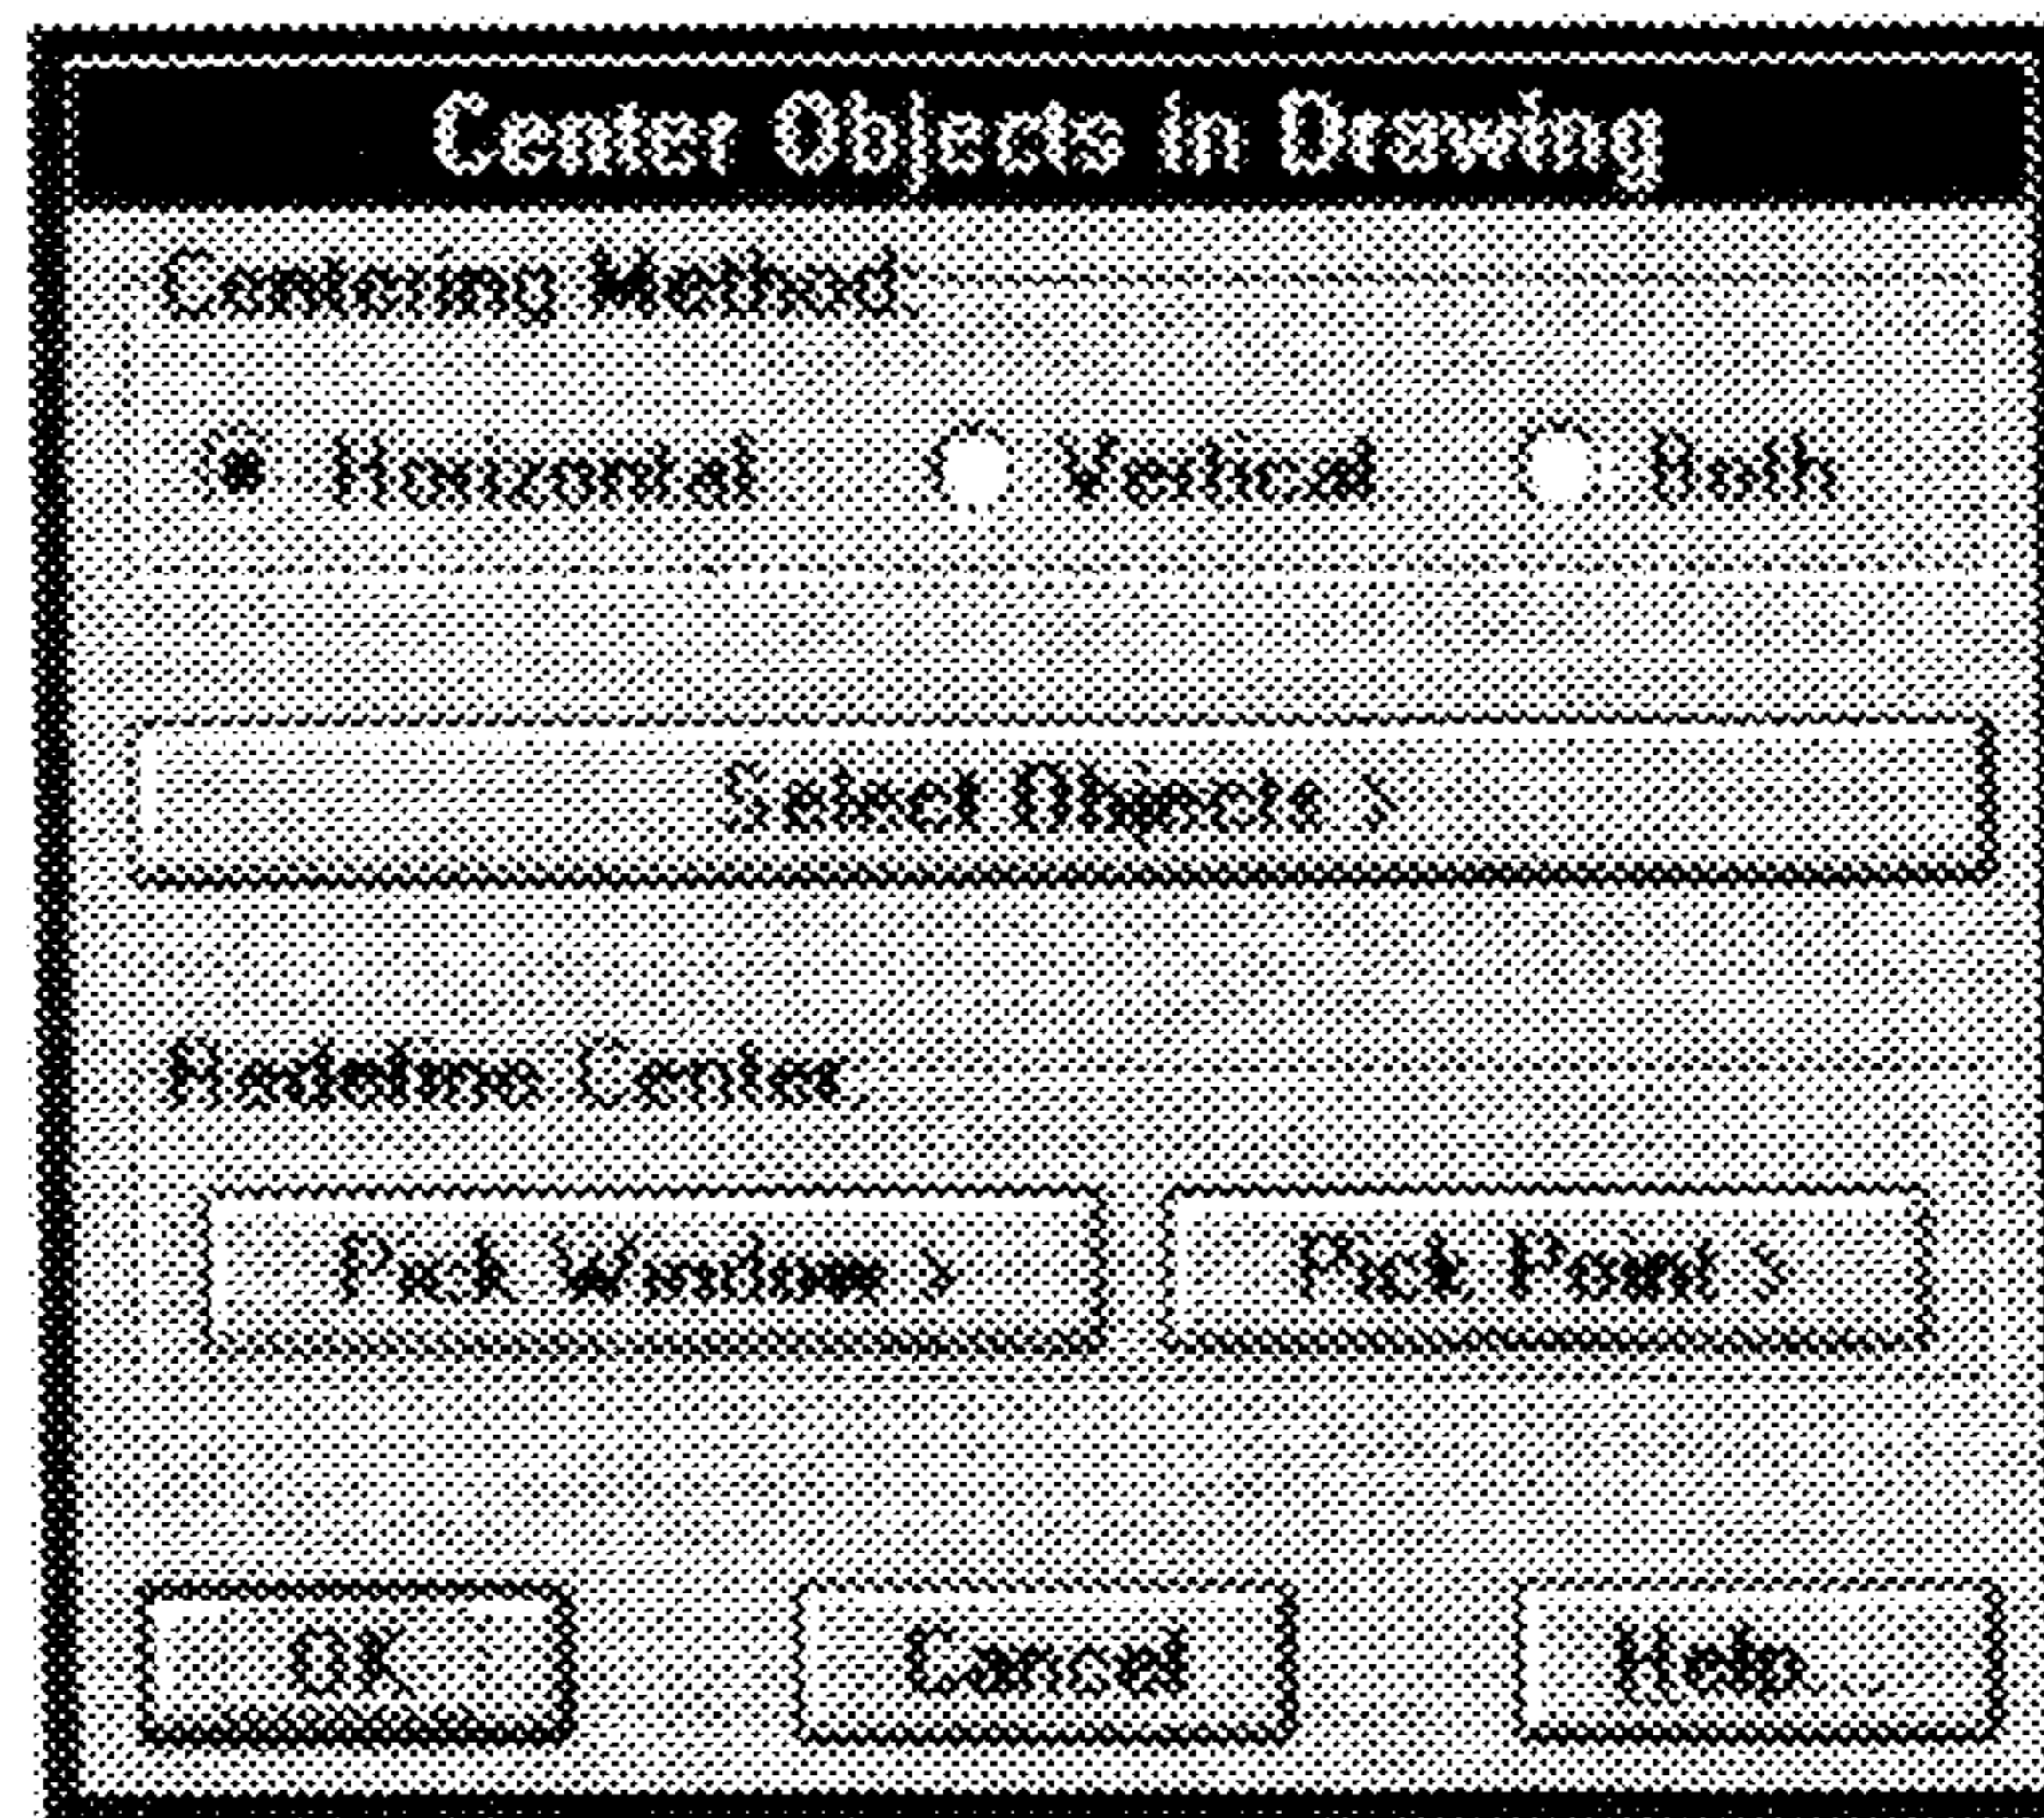 Center Objects in Drawing
Centering Method:
Horizontal Vertical Both
Select Objects >
Redefine Center
Pick Window > Pick Point >
OK Cancel Help...